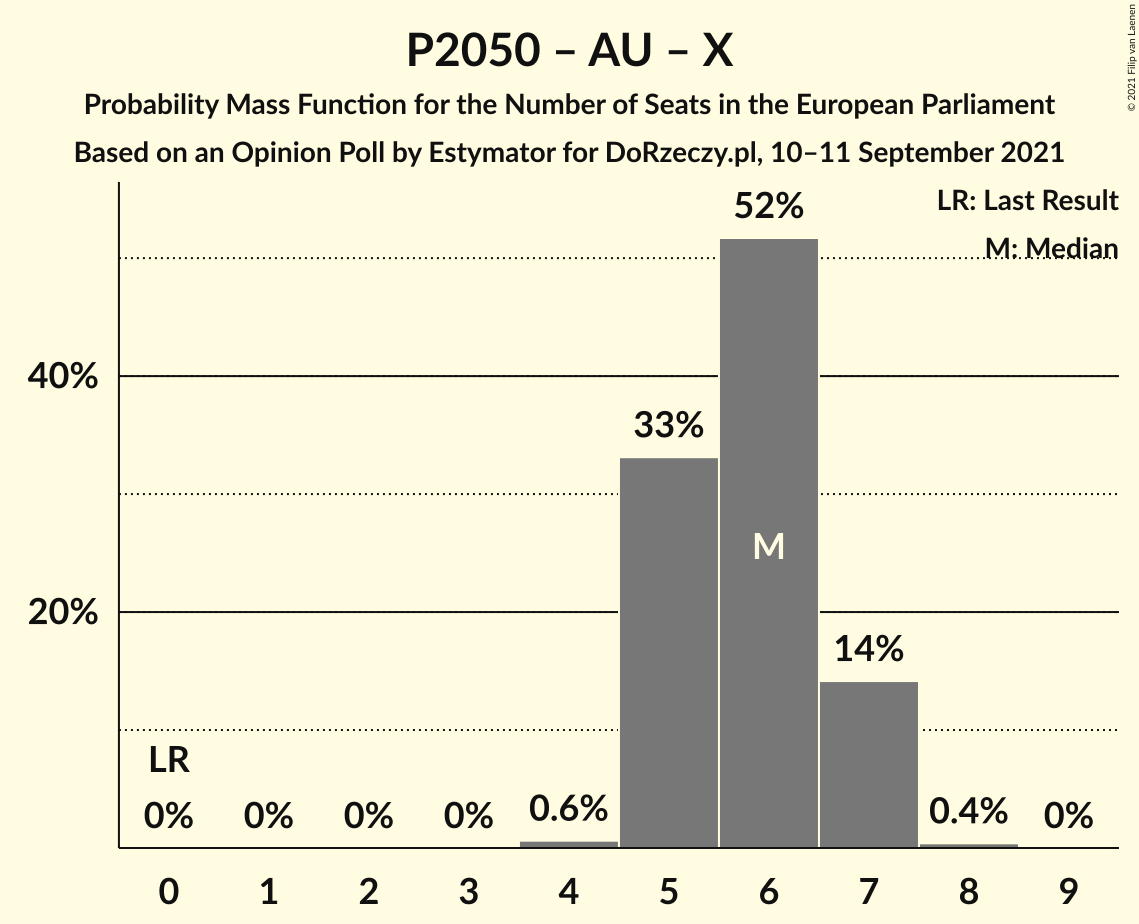 P2050 – AU – X
Probability Mass Function for the Number of Seats in the European Parliament
Based on an Opinion Poll by Estymator for DoRzeczy.pl, 10–11 September 2021
© 2021 Filip van Laenen
LR: Last Result
M: Median
52%
40%
33%
M
20%
14%
LR
0% 0% 0% 0% 0.6% 0.4% 0%
0 1 2 3 4 5 6 7 8 9